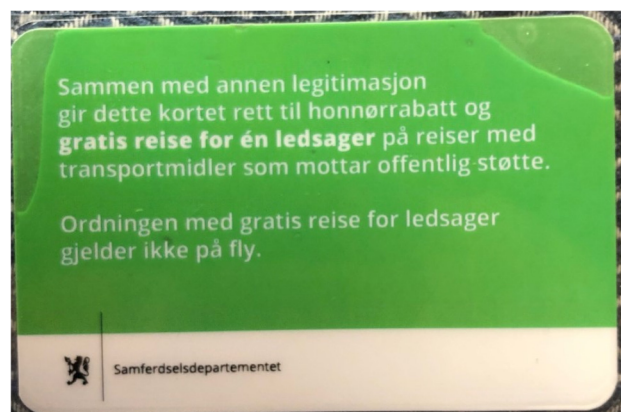 Sammen med annen legitimasjon
gir dette kortet rett til honnørrabatt og
gratis reise for én ledsager på reiser med
transportmidler som mottar offentlig støtte.
Ordningen med gratis reise for ledsager
gjelder ikke på fly.
Samferdselsdepartementet